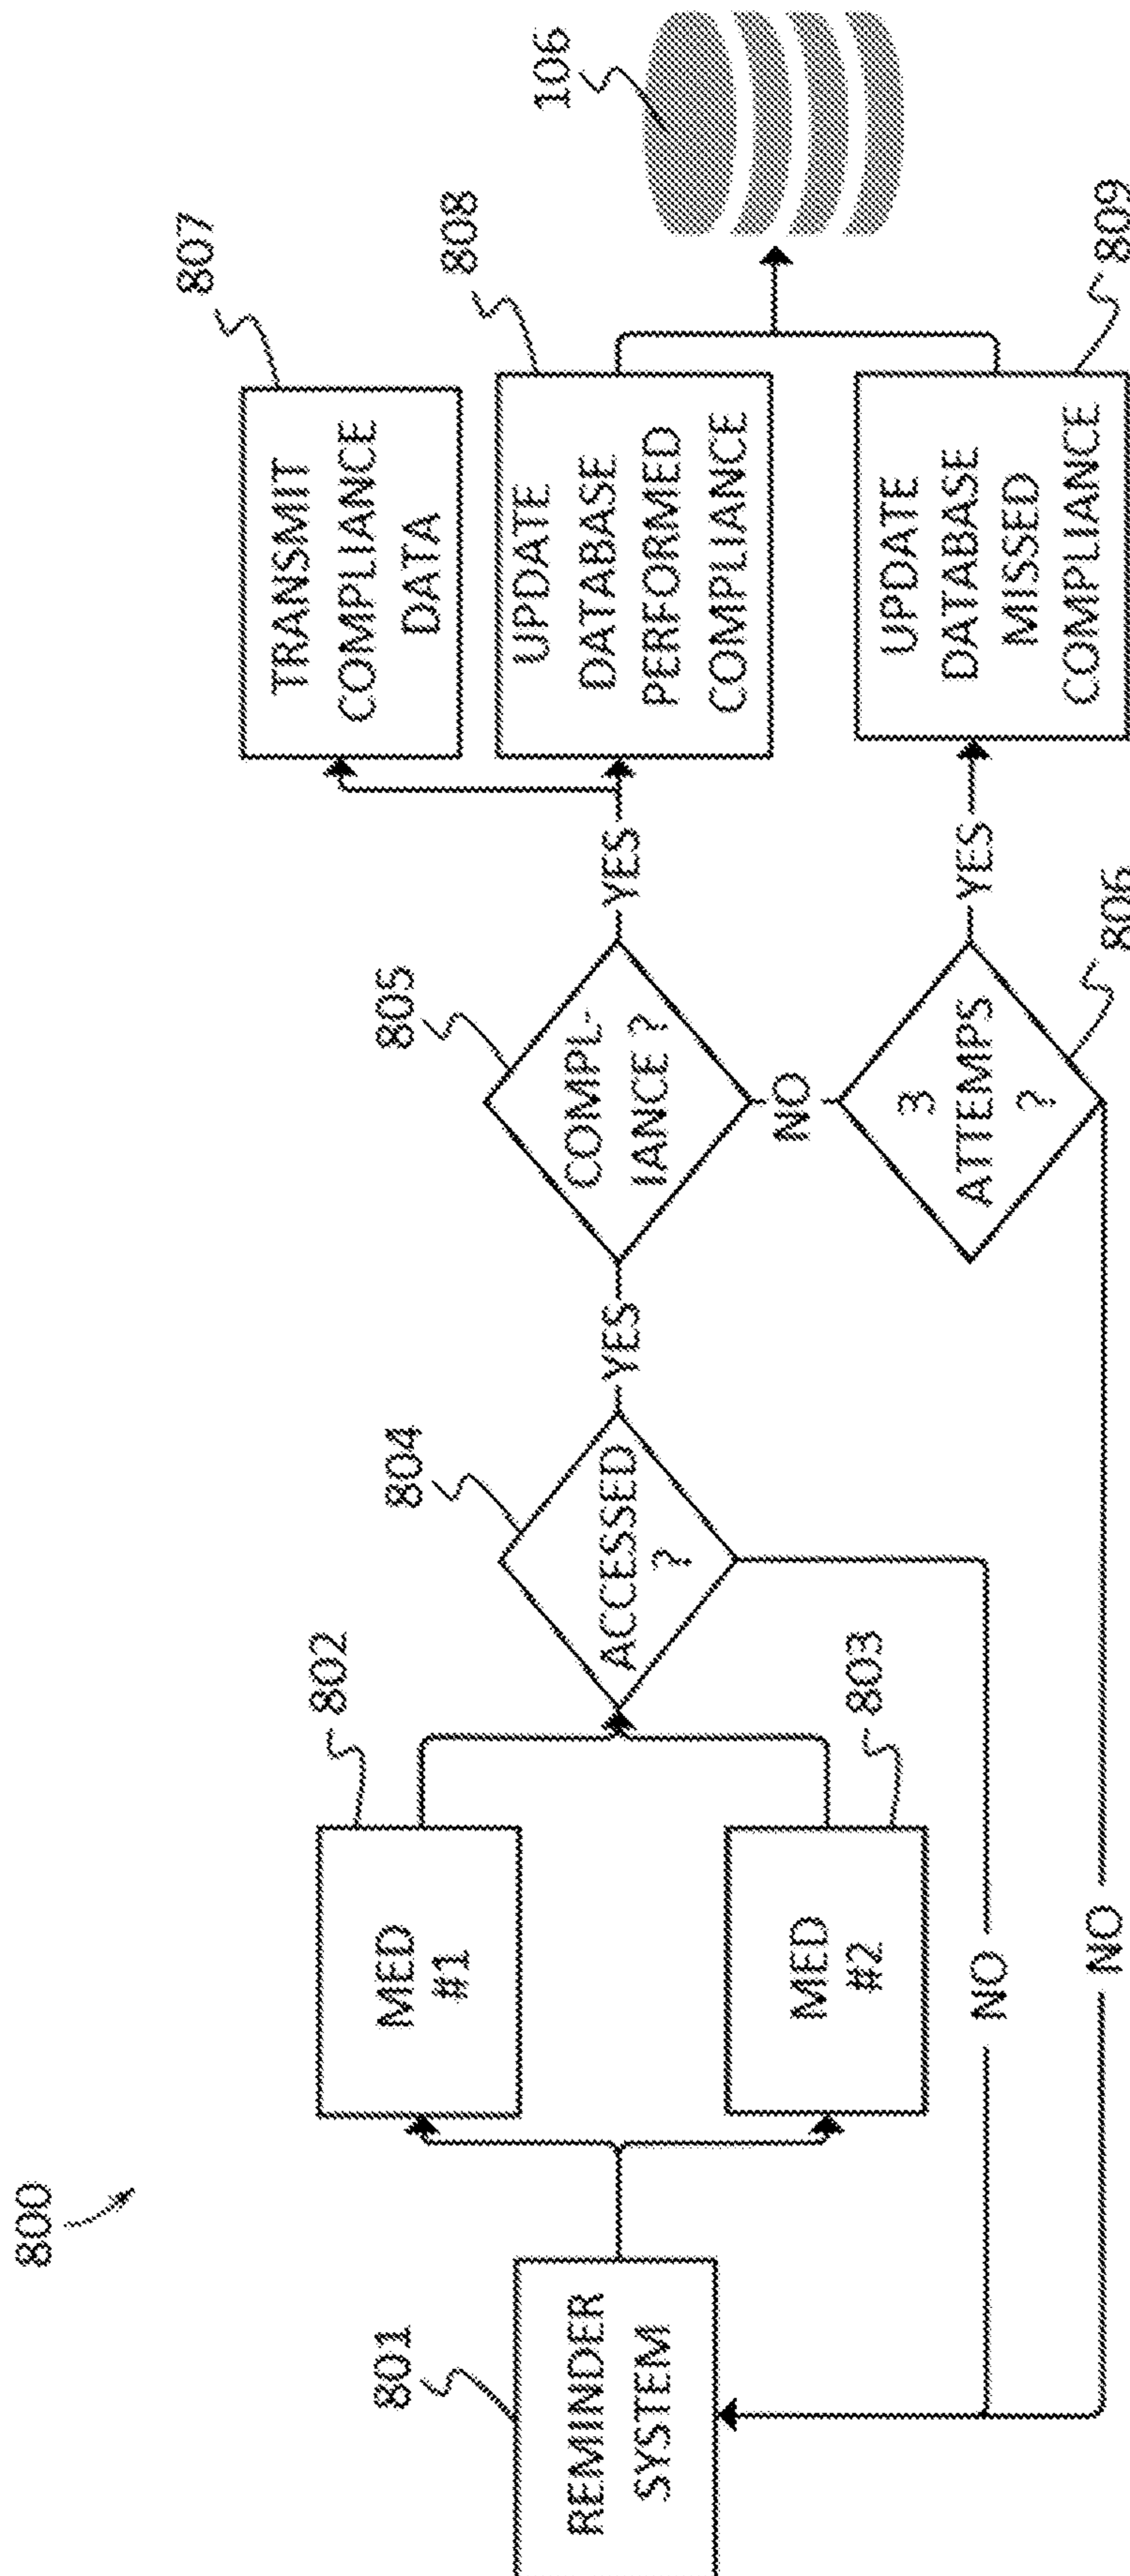 800
801
REMINDER
SYSTEM
802
MED
#1
803
MED
#2
804
ACCESSED
?
NO
YES
805
COMPL-
IANCE ?
NO
806
3
ATTEMPS
?
NO
YES
YES
807
TRANSMIT
COMPLIANCE
DATA
808
UPDATE
DATABASE
PERFORMED
COMPLIANCE
809
UPDATE
DATABASE
MISSED
COMPLIANCE
106